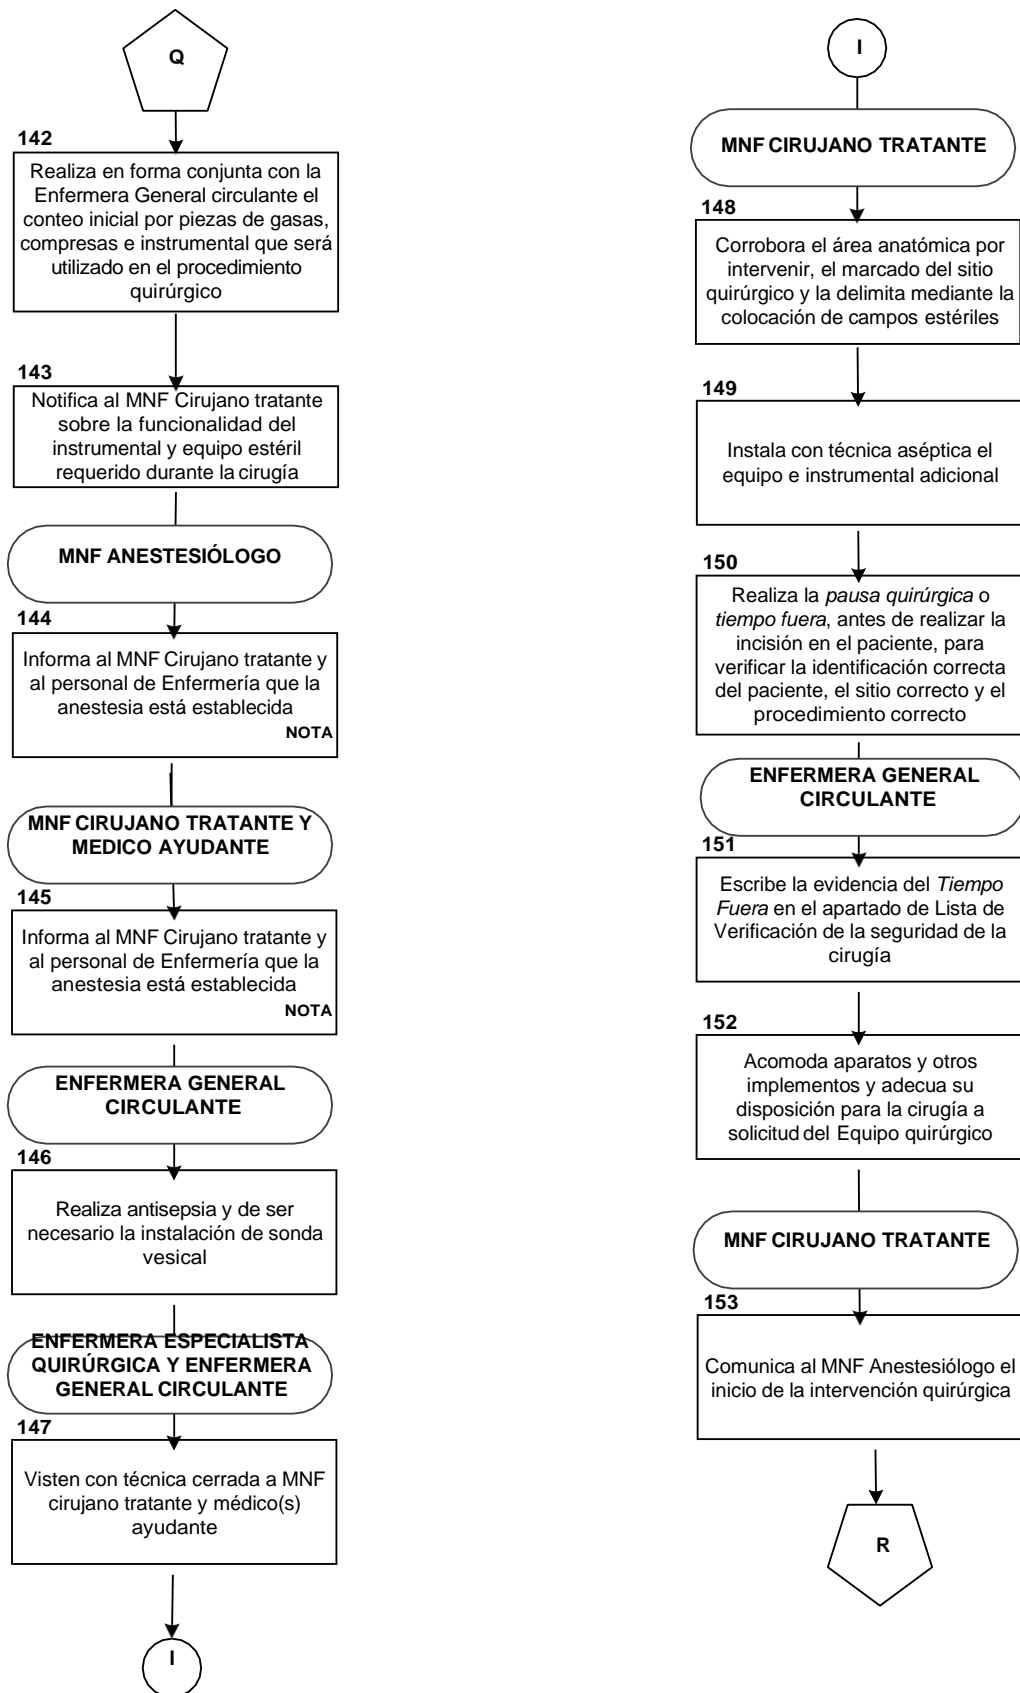 Q
142
Realiza en forma conjunta con la
Enfermera General circulante el
conteo inicial por piezas de gasas,
compresas e instrumental que será
utilizado en el procedimiento
quirúrgico
143
Notifica al MNF Cirujano tratante
sobre la funcionalidad del
instrumental y equipo estéril
requerido durante la cirugía
MNF ANESTESIÓLOGO
144
Informa al MNF Cirujano tratante y
al personal de Enfermería que la
anestesia está establecida
NOTA
MNF CIRUJANO TRATANTE Y
MEDICO AYUDANTE
145
Informa al MNF Cirujano tratante y
al personal de Enfermería que la
anestesia está establecida
NOTA
ENFERMERA GENERAL
CIRCULANTE
146
Realiza antisepsia y de ser
necesario la instalación de sonda
vesical
ENFERMERA ESPECIALISTA
QUIRÚRGICA Y ENFERMERA
GENERAL CIRCULANTE
147
Visten con técnica cerrada a MNF
cirujano tratante y médico(s)
ayudante
I
I
MNF CIRUJANO TRATANTE
148
Corrobora el área anatómica por
intervenir, el marcado del sitio
quirúrgico y la delimita mediante la
colocación de campos estériles
149
Instala con técnica aséptica el
equipo e instrumental adicional
150
Realiza la pausa quirúrgica o
tiempo fuera, antes de realizar la
incisión en el paciente, para
verificar la identificación correcta
del paciente, el sitio correcto y el
procedimiento correcto
ENFERMERA GENERAL
CIRCULANTE
151
Escribe la evidencia del Tiempo
Fuera en el apartado de Lista de
Verificación de la seguridad de la
cirugía
152
Acomoda aparatos y otros
implementos y adecua su
disposición para la cirugía a
solicitud del Equipo quirúrgico
MNF CIRUJANO TRATANTE
153
Comunica al MNF Anestesiólogo el
inicio de la intervención quirúrgica
R